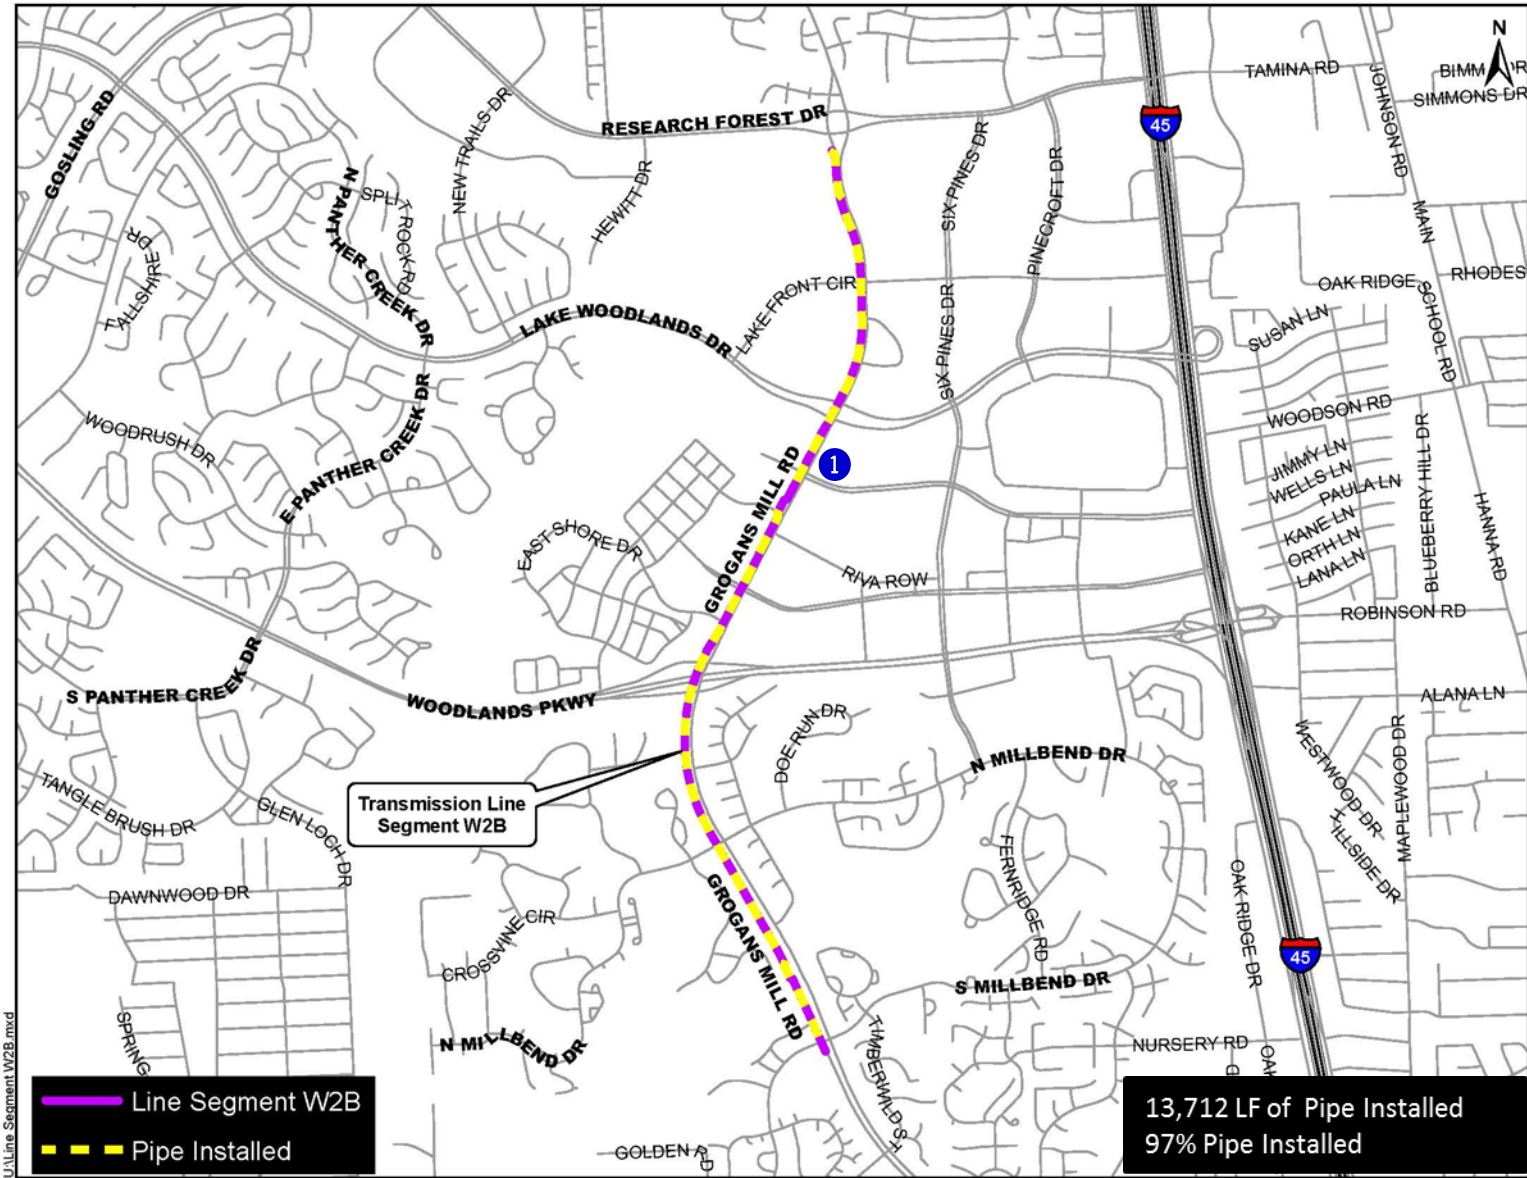 N
TAMINA RD
JOHNSON RD
SIMMONS DR
45
GOSLING RD
NEW TRAILS DR
RESEARCH FOREST DR
HEWITT DR
SIX PINES DR
PINECROFT DR
N PANTHER CREEK DR
SPLIT ROCK RD
ALLSHIRE DR
MAIN
OAK RIDGE SCHOOL RD
RHODES
LAKE FRONT CIR
LAKE WOODLANDS DR
SUSAN LN
SIX PINES DR
WOODSON RD
WOODRUSH DR
E PANTHER CREEK DR
JIMMY LN
WELLS LN
PAULA LN
KANE LN
ORTH LN
LANA LN
BLUEBERRY HILL DR
HANNA RD
1
GROGANS MILL RD
EAST SHORE DR
RIVA ROW
ROBINSON RD
S PANTHER CREEK DR
WOODLANDS PKWY
ALANA LN
DOE RUN DR
N MILLBEND DR
WESTWOOD DR
HILLSIDE DR
MAPLEWOOD DR
TANGLE BRUSH DR
GLEN LOCH DR
Transmission Line
Segment W2B
DAWNWOOD DR
FERNRIDGE RD
OAK RIDGE DR
GROGANS MILL RD
CROSSVINE CIR
45
S MILLBEND DR
N MILLBEND DR
TIMBERWILD ST
NURSERY RD
OAK
SPRING
GOLDEN
Line Segment W2B
Pipe Installed
13,712 LF of Pipe Installed
97% Pipe Installed
U:\Line Segment W2B.mxd